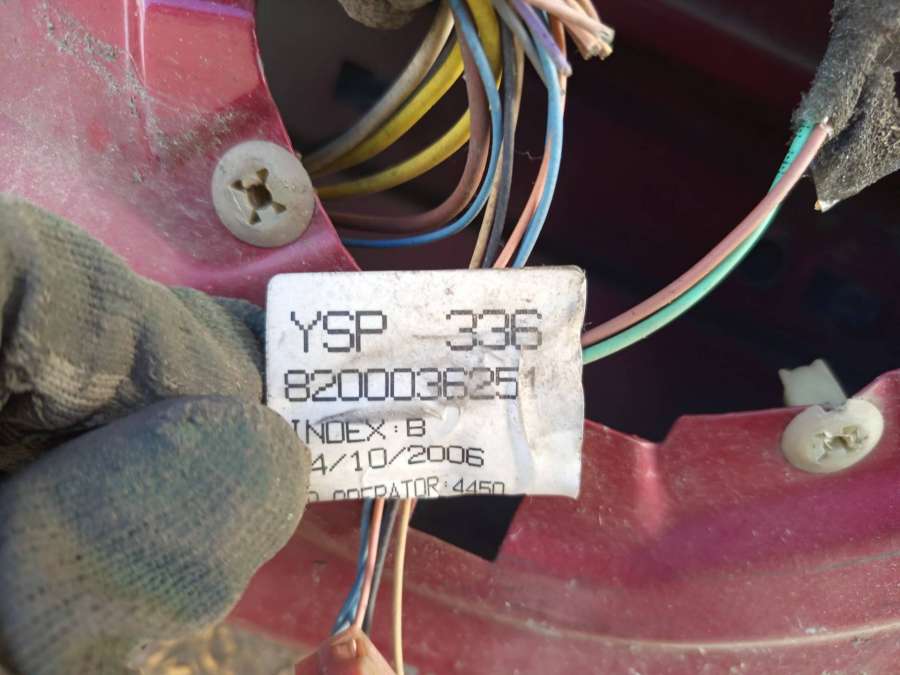 YSP 336
8200036251
INDEX:B
4/10/2006
OPERATOR:4450